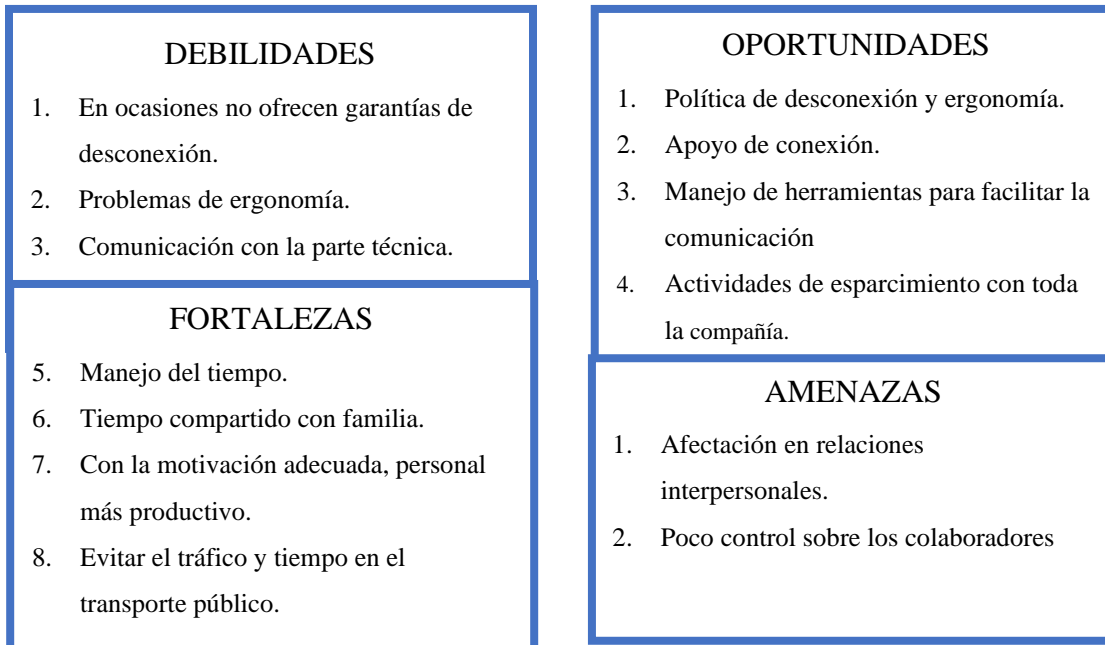 DEBILIDADES
1. En ocasiones no ofrecen garantías de
desconexión.
2. Problemas de ergonomía.
3. Comunicación con la parte técnica.
FORTALEZAS
5. Manejo del tiempo.
6. Tiempo compartido con familia.
7. Con la motivación adecuada, personal
más productivo.
8. Evitar el tráfico y tiempo en el
transporte público.
OPORTUNIDADES
1. Política de desconexión y ergonomía.
2. Apoyo de conexión.
3. Manejo de herramientas para facilitar la
comunicación
4. Actividades de esparcimiento con toda
la compañía.
AMENAZAS
1. Afectación en relaciones
interpersonales.
2. Poco control sobre los colaboradores